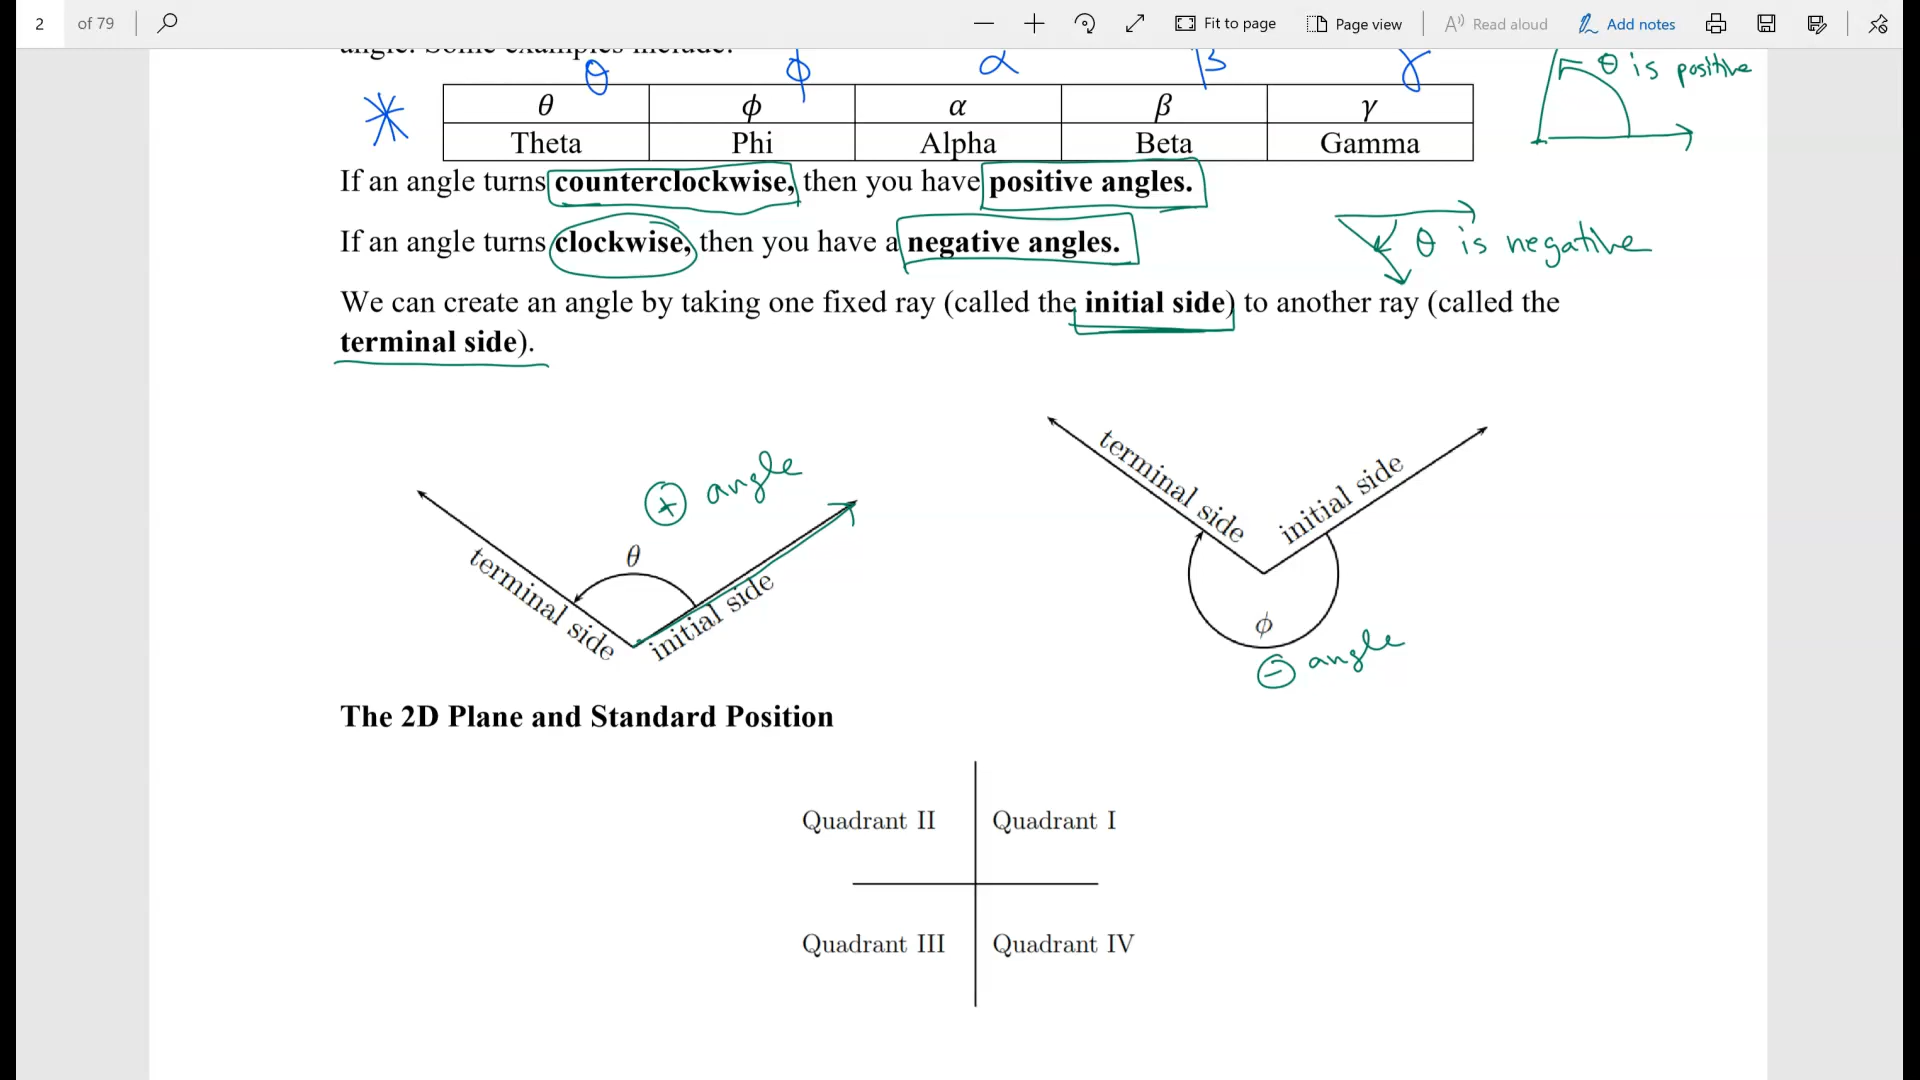 2 of 79 Fit to page Page view Read aloud Add notes
angle. Some examples include:
θ ϕ α β γ
θ is positive
θ ϕ α β γ
Theta Phi Alpha Beta Gamma
If an angle turns counterclockwise, then you have positive angles.
If an angle turns clockwise, then you have a negative angles.
θ is negative
We can create an angle by taking one fixed ray (called the initial side) to another ray (called the
terminal side).
+ angle
θ
terminal side
initial side
terminal side
initial side
ϕ
- angle
The 2D Plane and Standard Position
Quadrant II Quadrant I
Quadrant III Quadrant IV